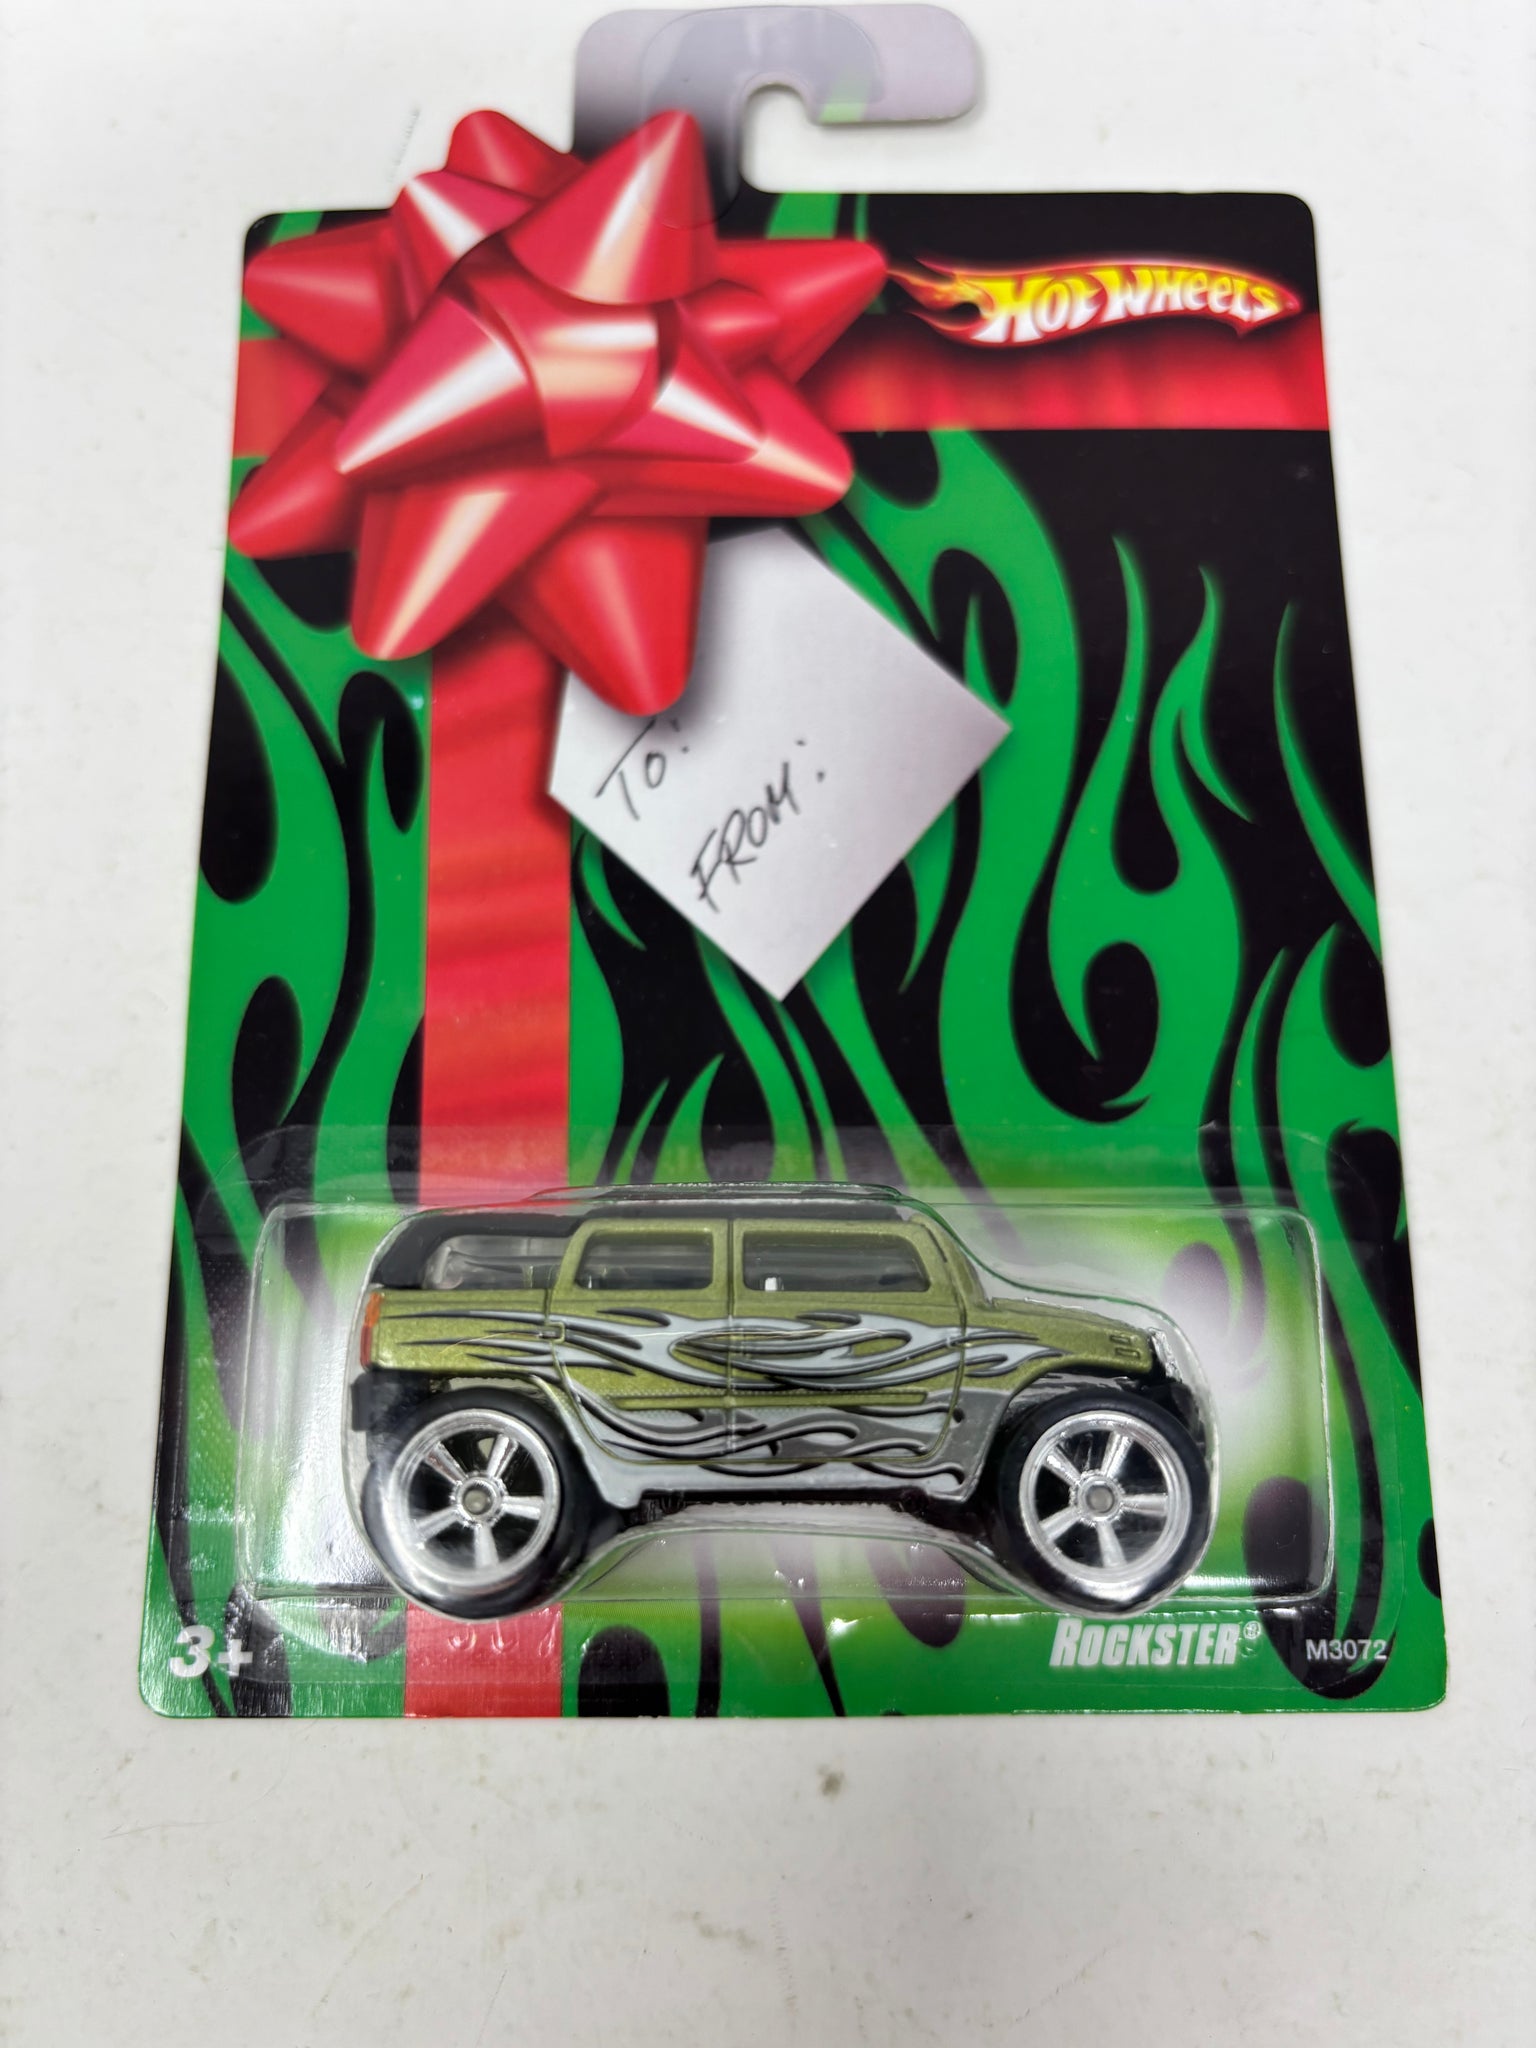 HOT WHEELS
TO:
FROM:
3+
ROCKSTER®
M3072